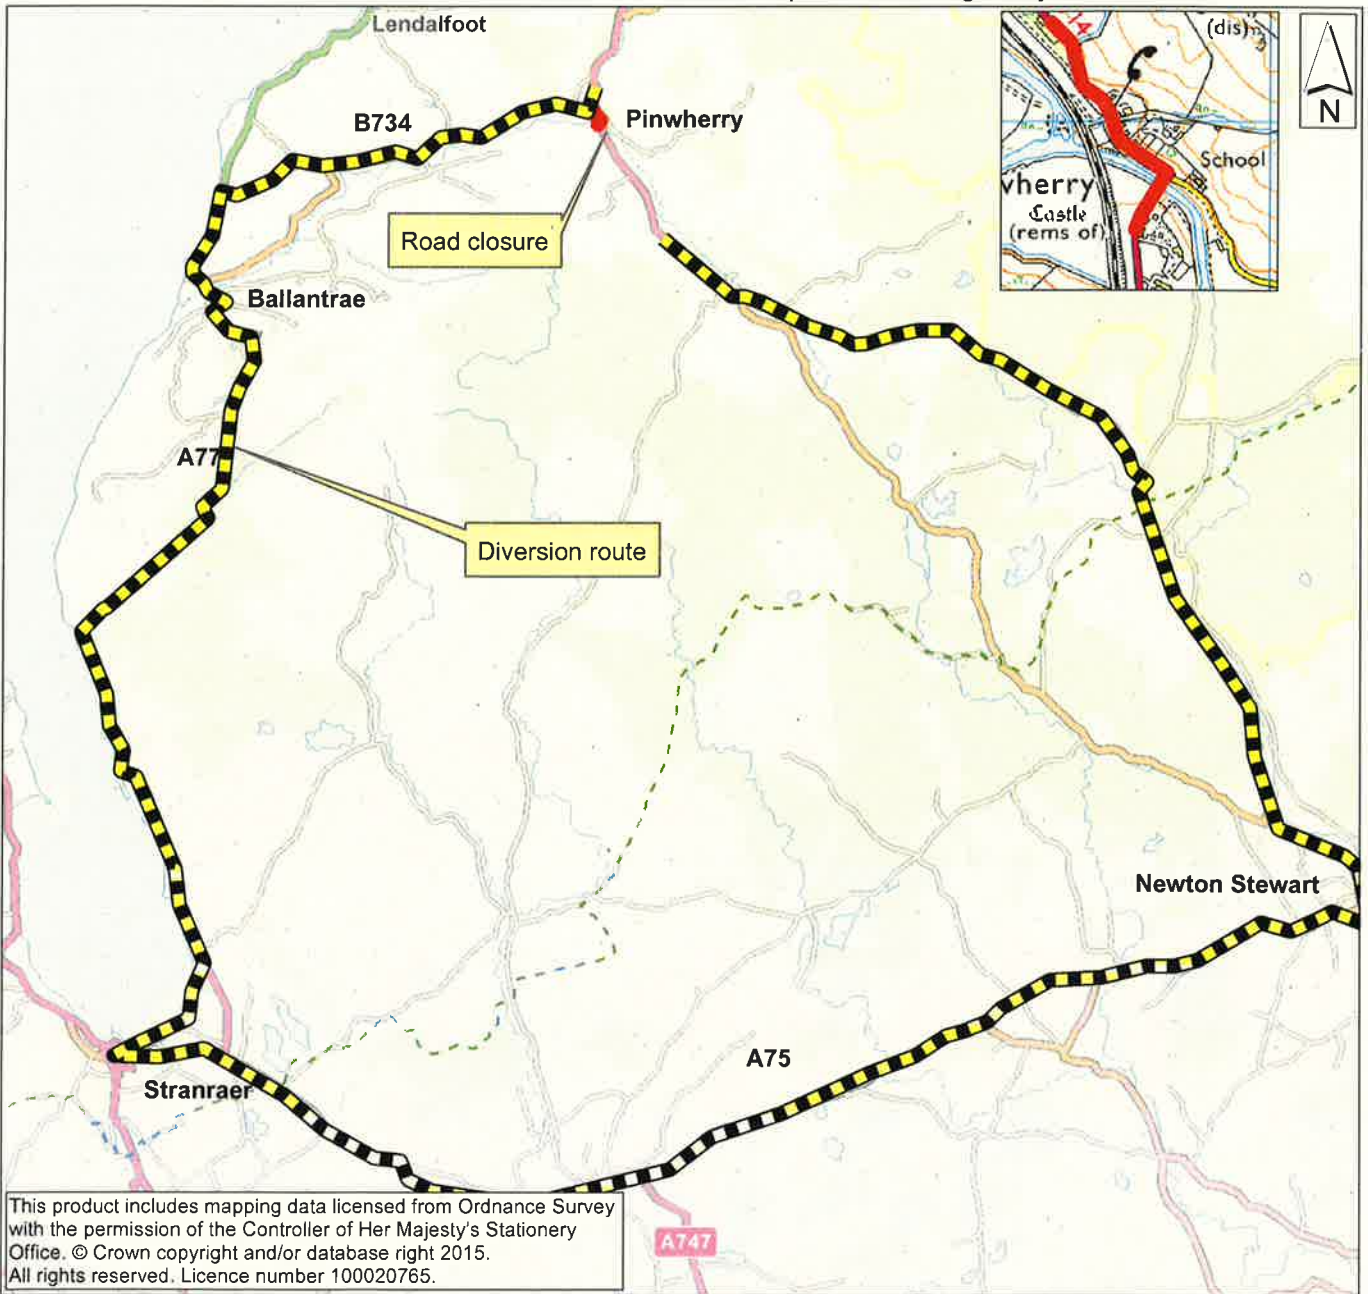 Lendalfoot
B734
Pinwherry
14
(dis)
School
wherry
Castle
(rems of)
N
Road closure
Ballantrae
A77
Diversion route
Newton Stewart
A75
Stranraer
A747
This product includes mapping data licensed from Ordnance Survey
with the permission of the Controller of Her Majesty's Stationery
Office. © Crown copyright and/or database right 2015.
All rights reserved. Licence number 100020765.